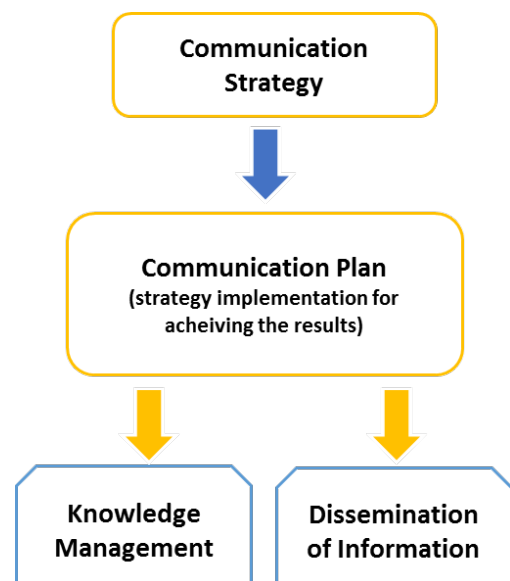 Communication
Strategy
Communication Plan
(strategy implementation for
acheiving the results)
Knowledge
Management
Dissemination
of Information